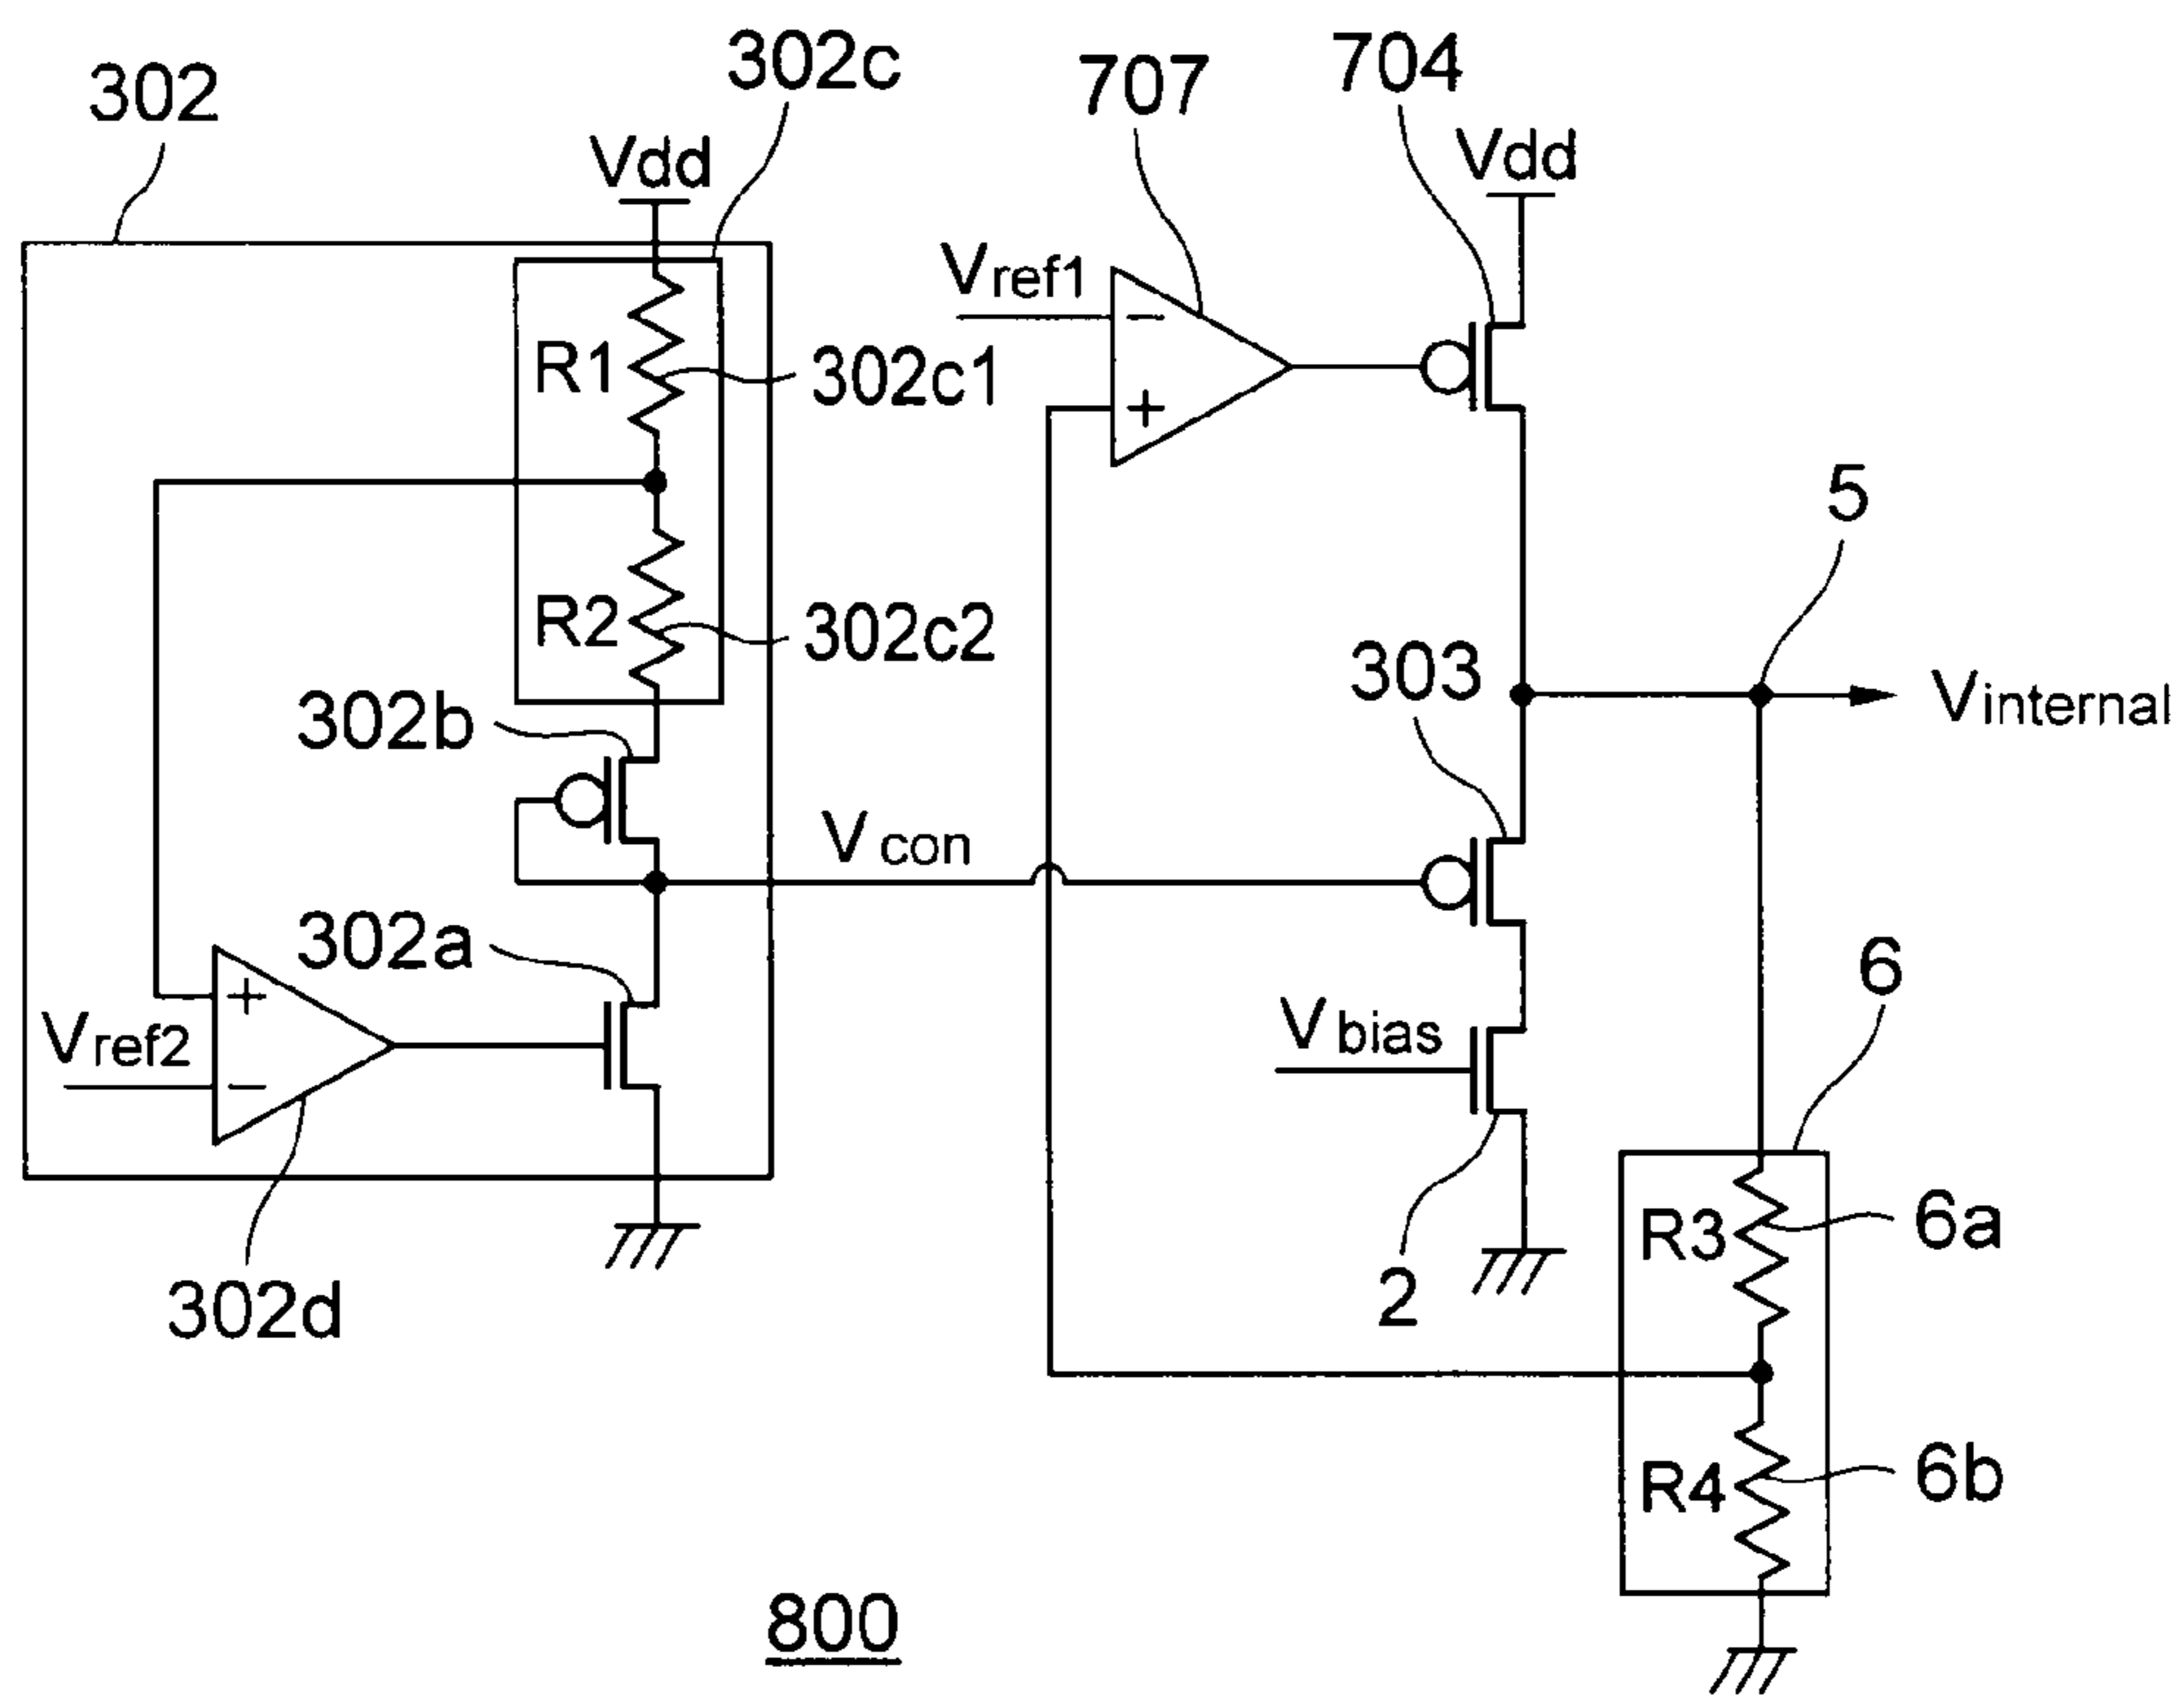 302
302c
707
704
Vdd
Vdd
Vref1
−
+
R1
302c1
5
R2
302c2
303
302b
Vinternal
Vcon
302a
6
+
Vref2
−
Vbias
R3
6a
302d
2
R4
6b
800